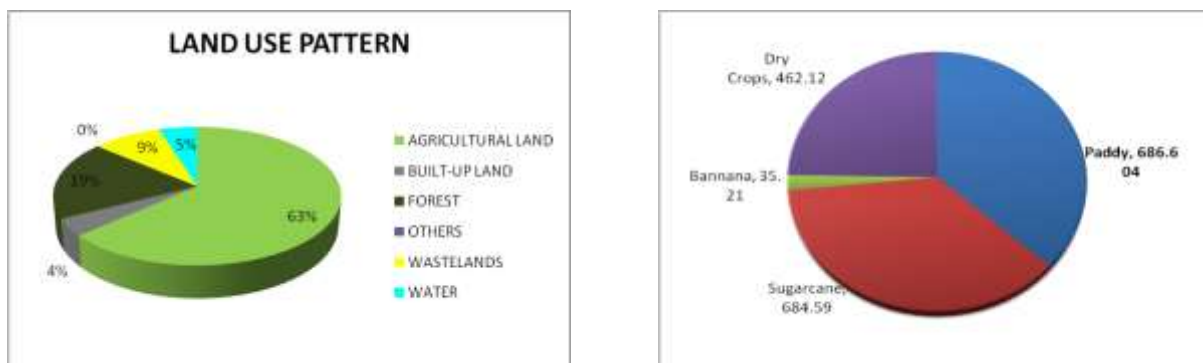 LAND USE PATTERN
0%
9%
5%
19%
63%
4%
AGRICULTURAL LAND
BUILT-UP LAND
FOREST
OTHERS
WASTELANDS
WATER
Dry
Crops, 462.12
Paddy, 686.6
04
Bannana, 35.
21
Sugarcane,
684.59